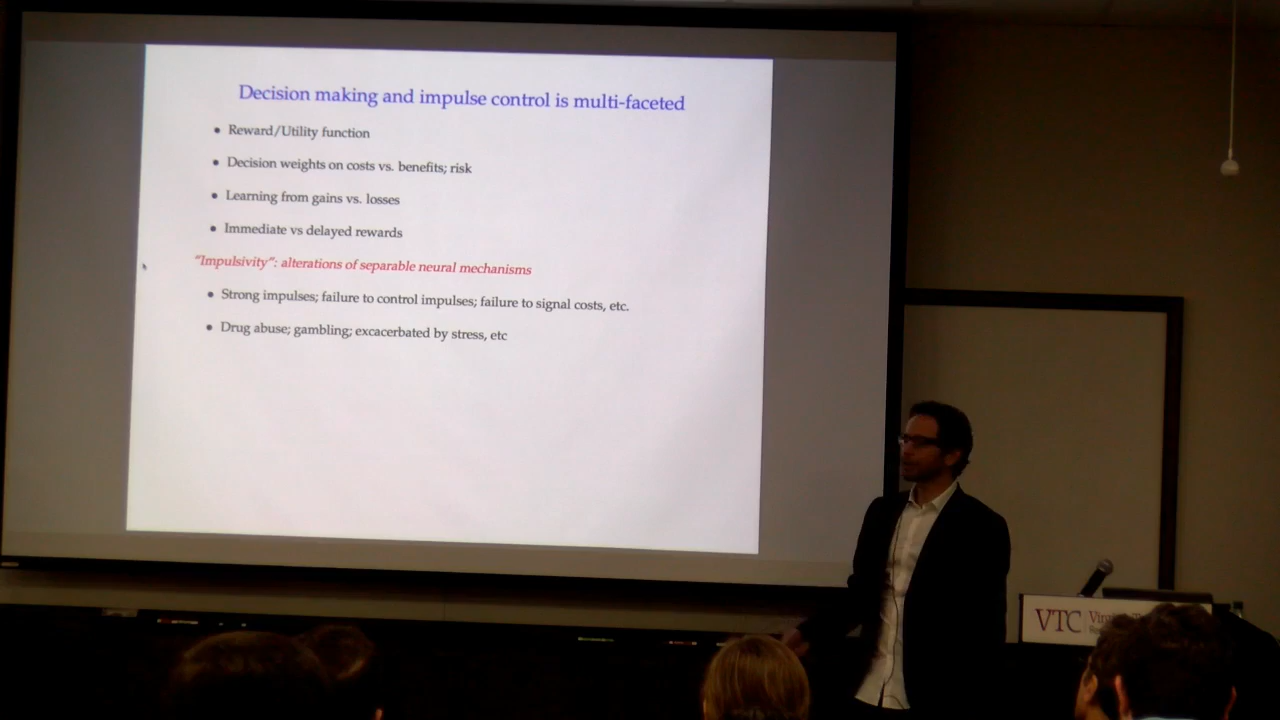 Decision making and impulse control is multi-faceted
• Reward/Utility function
• Decision weights on costs vs. benefits; risk
• Learning from gains vs. losses
• Immediate vs delayed rewards
“Impulsivity”: alterations of separable neural mechanisms
• Strong impulses; failure to control impulses; failure to signal costs, etc.
• Drug abuse; gambling; excacerbated by stress, etc
VTC